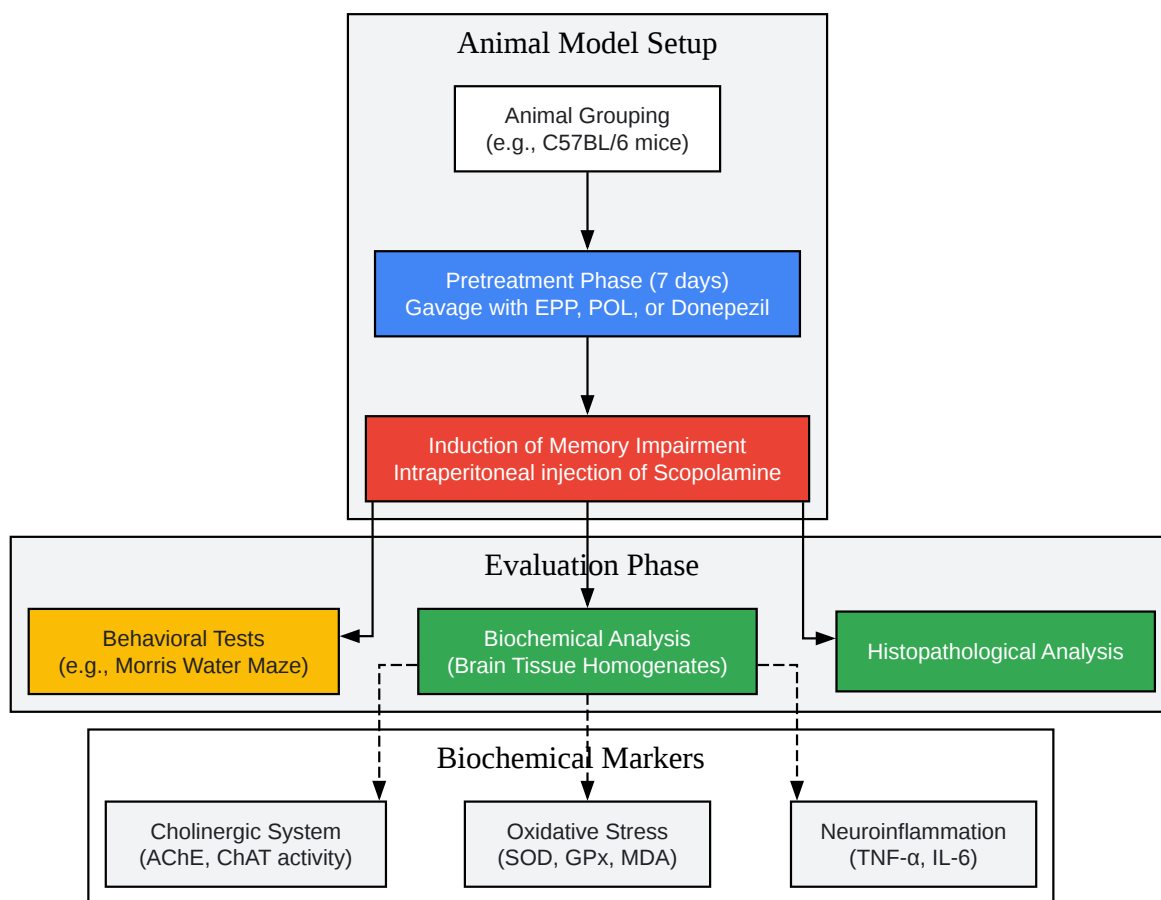 Animal Model Setup
Animal Grouping
(e.g., C57BL/6 mice)
Pretreatment Phase (7 days)
Gavage with EPP, POL, or Donepezil
Induction of Memory Impairment
Intraperitoneal injection of Scopolamine
Evaluation Phase
Behavioral Tests
(e.g., Morris Water Maze)
Biochemical Analysis
(Brain Tissue Homogenates)
Histopathological Analysis
Biochemical Markers
Cholinergic System
(AChE, ChAT activity)
Oxidative Stress
(SOD, GPx, MDA)
Neuroinflammation
(TNF-α, IL-6)